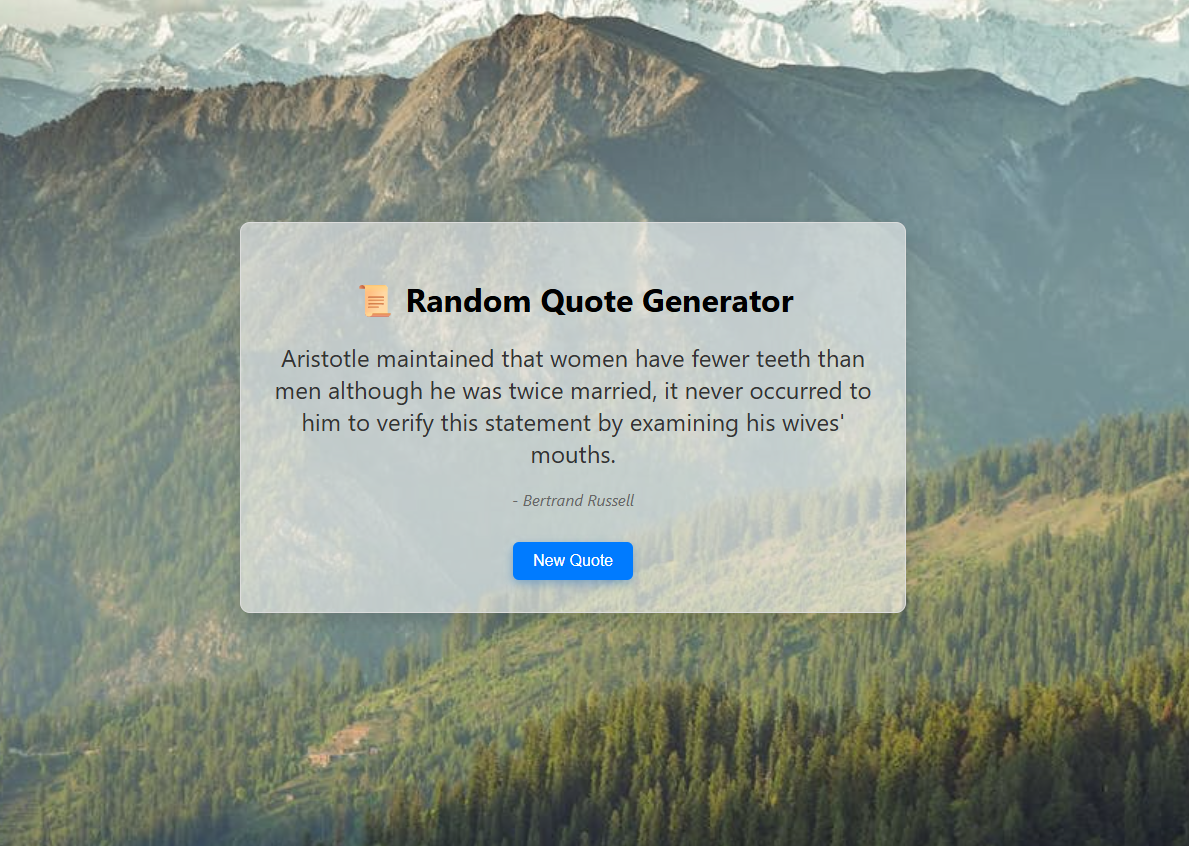 📜 Random Quote Generator
Aristotle maintained that women have fewer teeth than
men although he was twice married, it never occurred to
him to verify this statement by examining his wives'
mouths.
- Bertrand Russell
New Quote